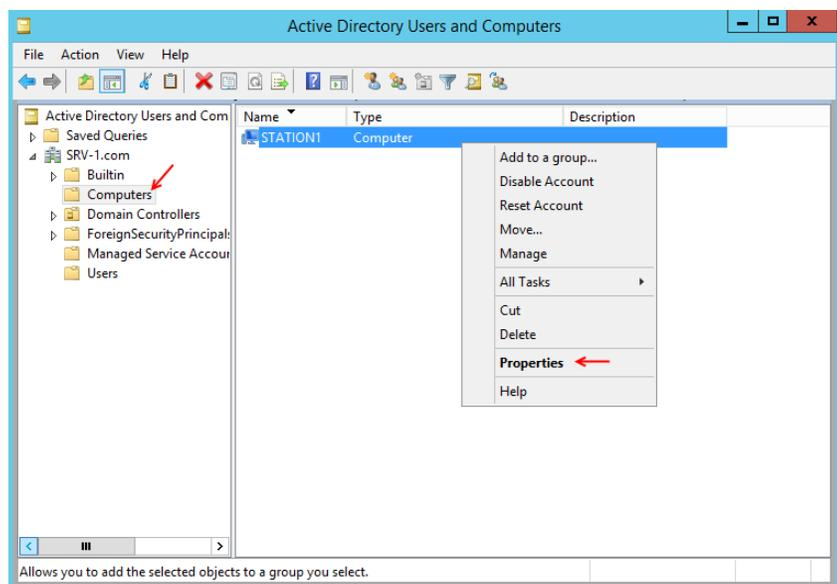 Active Directory Users and Computers
File Action View Help
Active Directory Users and Com
Saved Queries
SRV-1.com
Builtin
Computers
Domain Controllers
ForeignSecurityPrincipals
Managed Service Accour
Users
Name Type Description
STATION1 Computer
Add to a group...
Disable Account
Reset Account
Move...
Manage
All Tasks
Cut
Delete
Properties
Help
Allows you to add the selected objects to a group you select.